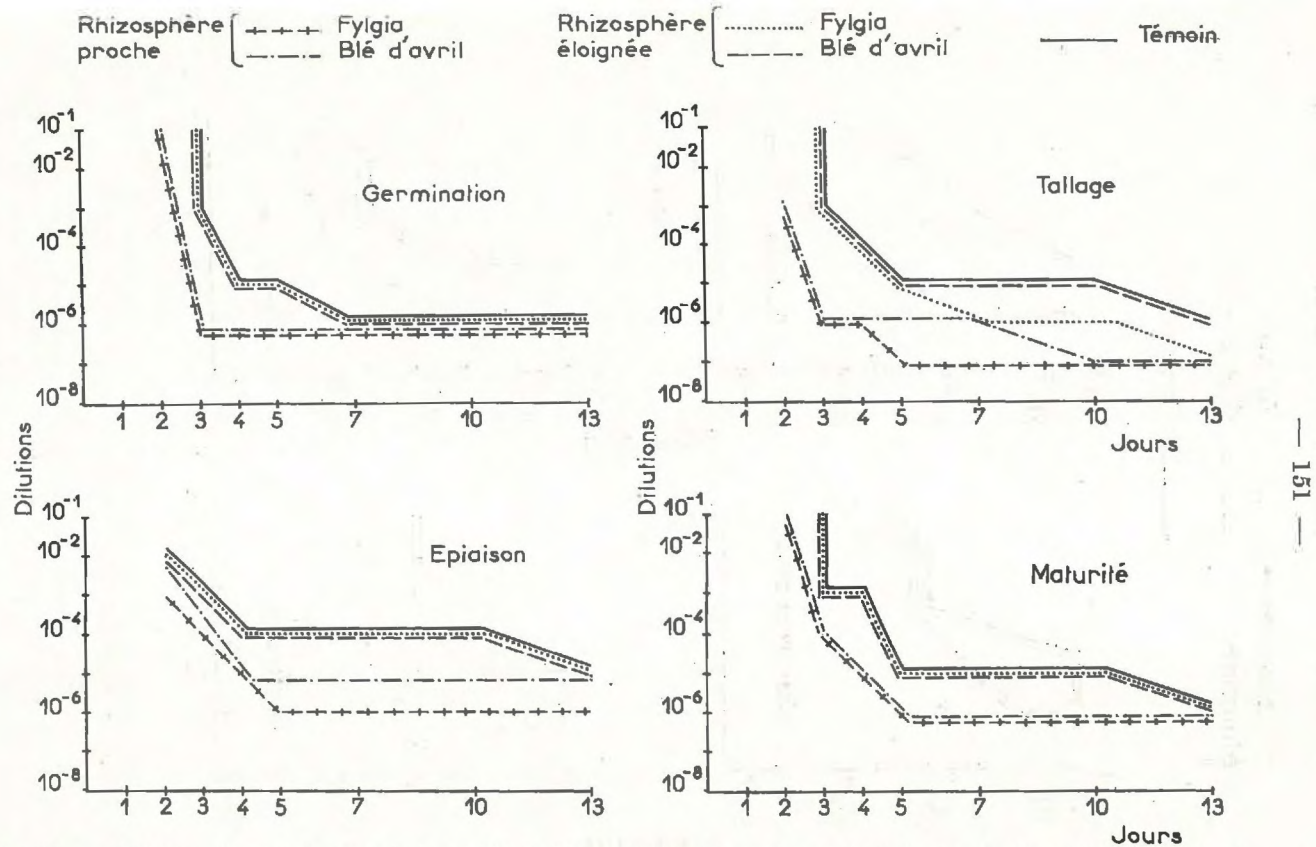 Rhizosphère proche
Fylgia
Blé d'avril
Rhizosphère éloignée
Fylgia
Blé d'avril
Témoin
10⁻¹
10⁻²
10⁻⁴
10⁻⁶
10⁻⁸
Germination
1 2 3 4 5 7 10 13
10⁻¹
10⁻²
10⁻⁴
10⁻⁶
10⁻⁸
Tallage
1 2 3 4 5 7 10 13
Jours
Dilutions
10⁻¹
10⁻²
10⁻⁴
10⁻⁶
10⁻⁸
Epiaison
1 2 3 4 5 7 10 13
Dilutions
10⁻¹
10⁻²
10⁻⁴
10⁻⁶
10⁻⁸
Maturité
1 2 3 4 5 7 10 13
Jours
— 151 —